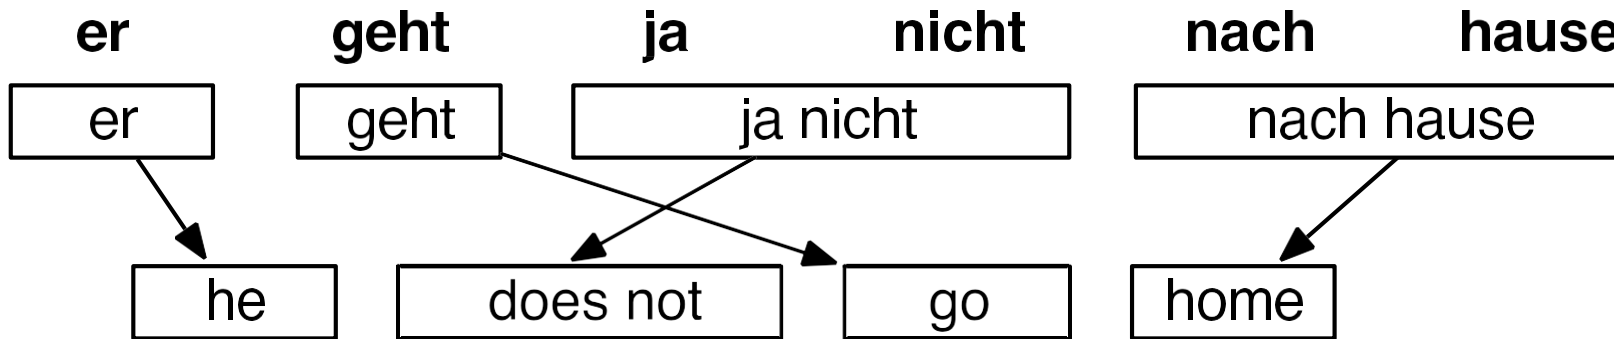 er geht ja nicht nach hause
er geht ja nicht nach hause
he does not go home